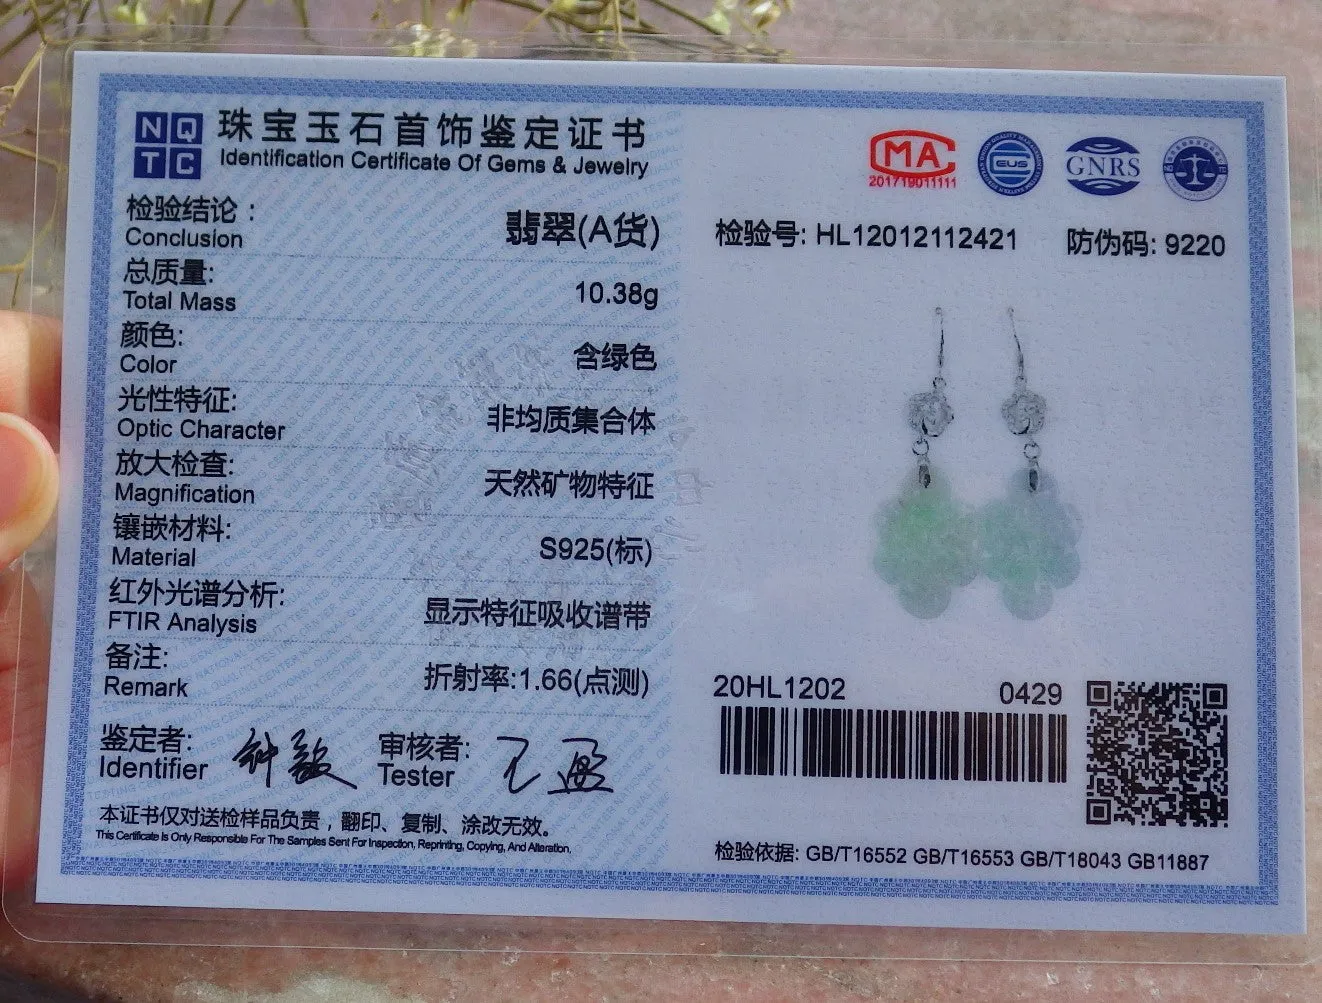 NQ
TC
珠宝玉石首饰鉴定证书
Identification Certificate Of Gems & Jewelry
检验结论：
Conclusion
翡翠(A货)
总质量:
Total Mass
10.38g
颜色:
Color
含绿色
光性特征:
Optic Character
非均质集合体
放大检查:
Magnification
天然矿物特征
镶嵌材料:
Material
S925(标)
红外光谱分析:
FTIR Analysis
显示特征吸收谱带
备注:
Remark
折射率:1.66(点测)
鉴定者:
Identifier
审核者:
Tester
本证书仅对送检样品负责，翻印、复制、涂改无效。
This Certificate Is Only Responsible For The Samples Sent For Inspection, Reprinting, Copying, And Alteration.
MA
EUS
GNRS
检验号: HL12012112421
防伪码: 9220
20HL1202
0429
检验依据: GB/T16552 GB/T16553 GB/T18043 GB11887